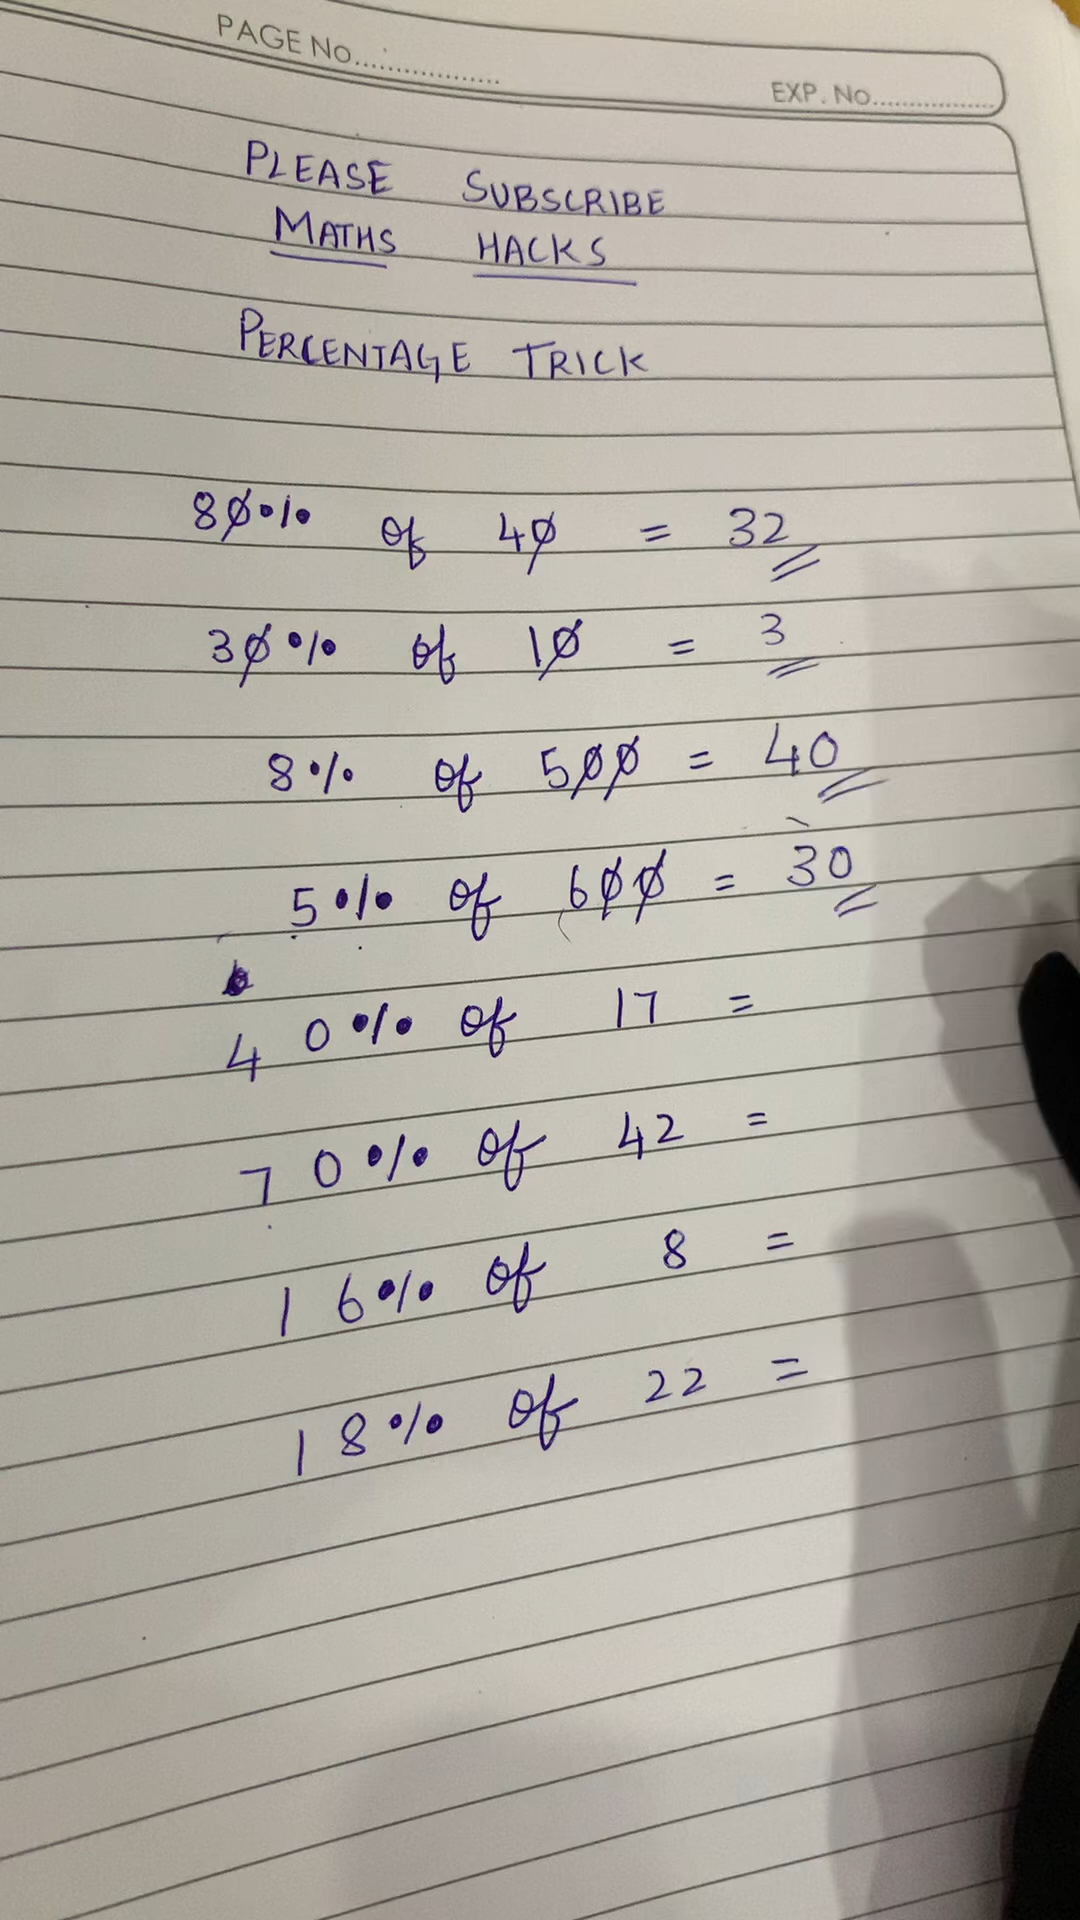 PAGE No..................
EXP. No..................
PLEASE SUBSCRIBE
MATHS HACKS
PERCENTAGE TRICK
80% of 40 = 32
30% of 10 = 3
8% of 500 = 40
5% of 600 = 30
40% of 17 =
70% of 42 =
16% of 8 =
18% of 22 =